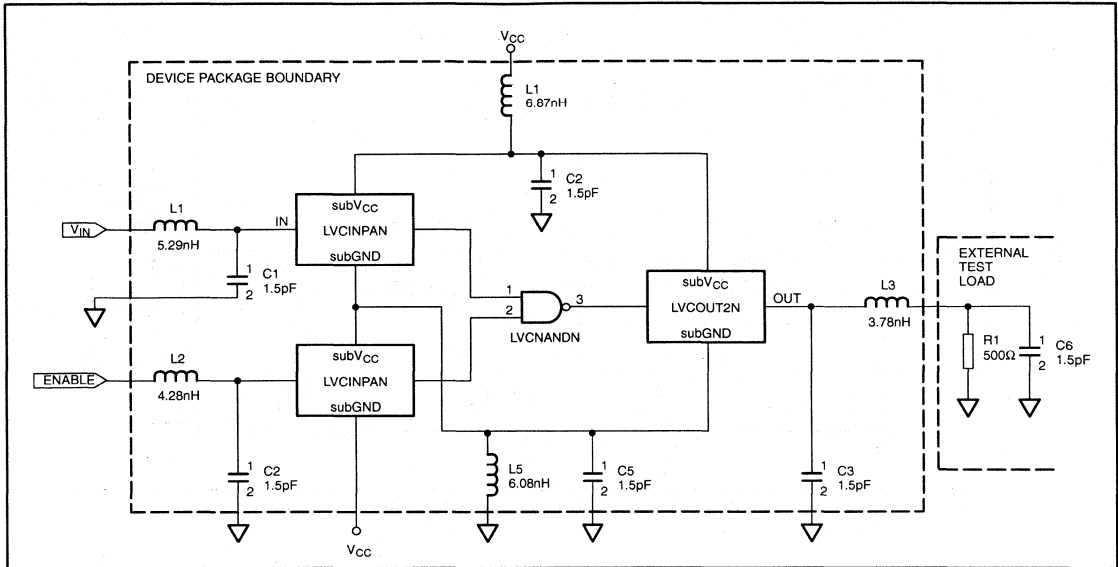 VCC
DEVICE PACKAGE BOUNDARY
L1
6.87nH
1
2
C2
1.5pF
VIN
L1
5.29nH
IN
subVCC
LVCINPAN
subGND
1
2
C1
1.5pF
1
2
3
LVCNANDN
subVCC
LVCOUT2N
subGND
OUT
L3
3.78nH
EXTERNAL
TEST
LOAD
R1
500Ω
1
2
C6
1.5pF
ENABLE
L2
4.28nH
subVCC
LVCINPAN
subGND
1
2
C2
1.5pF
L5
6.08nH
1
2
C5
1.5pF
1
2
C3
1.5pF
VCC